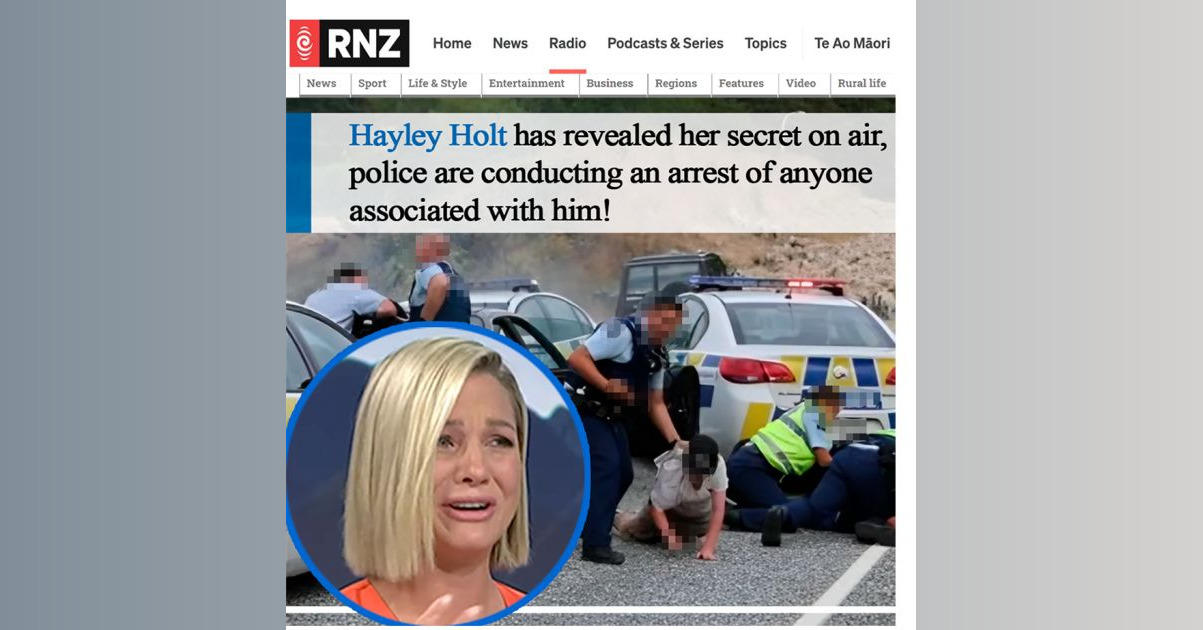 RNZ Home News Radio Podcasts & Series Topics Te Ao Māori
News Sport Life & Style Entertainment Business Regions Features Video Rural life
Hayley Holt has revealed her secret on air,
police are conducting an arrest of anyone
associated with him!